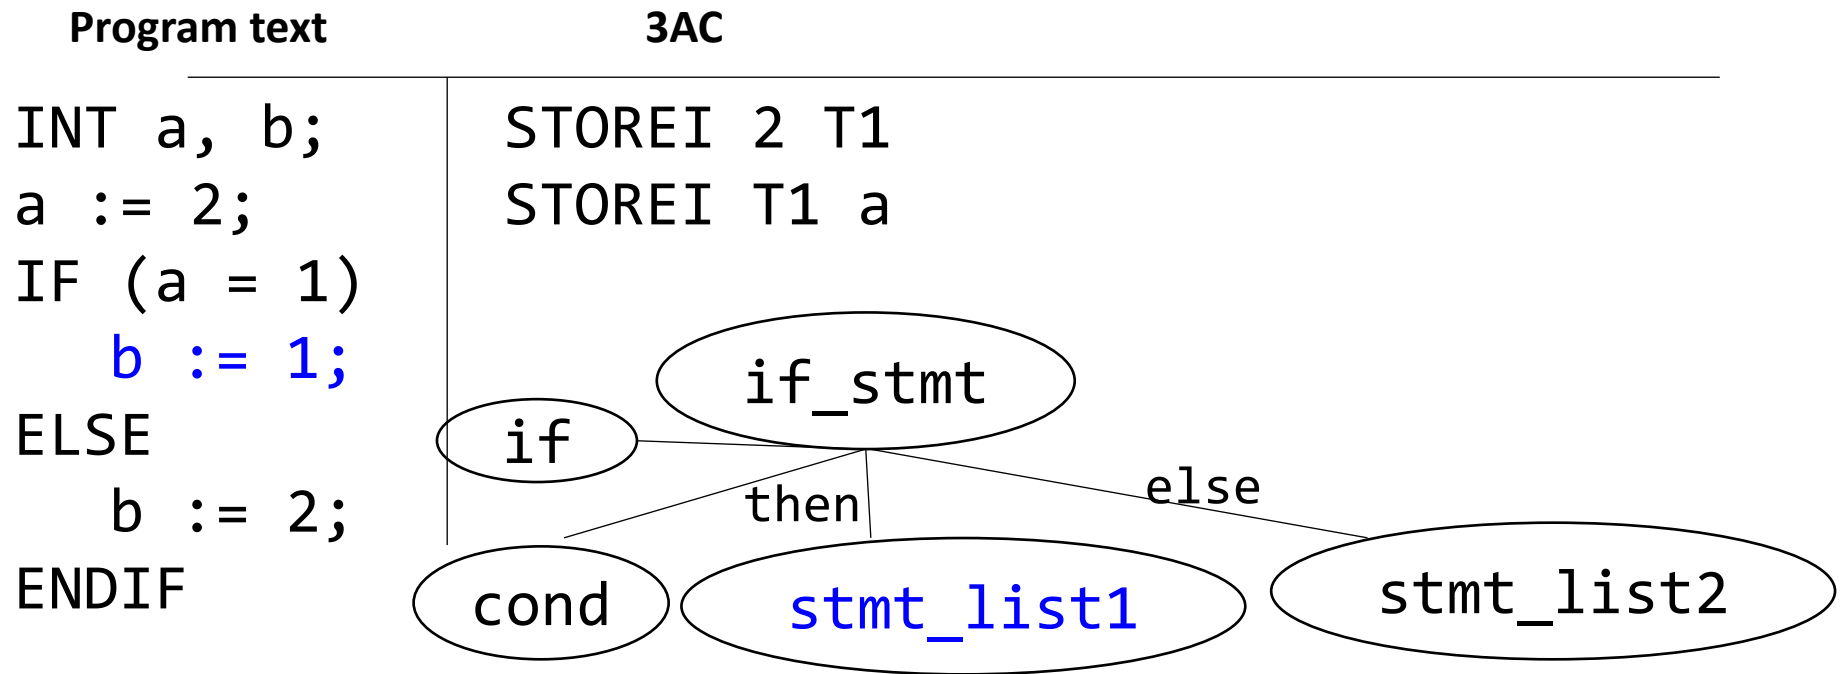 Program text
3AC
INT a, b;
STOREI 2 T1
a := 2;
STOREI T1 a
IF (a = 1)
b := 1;
if_stmt
ELSE
if
then
else
b := 2;
ENDIF
cond
stmt_list1
stmt_list2